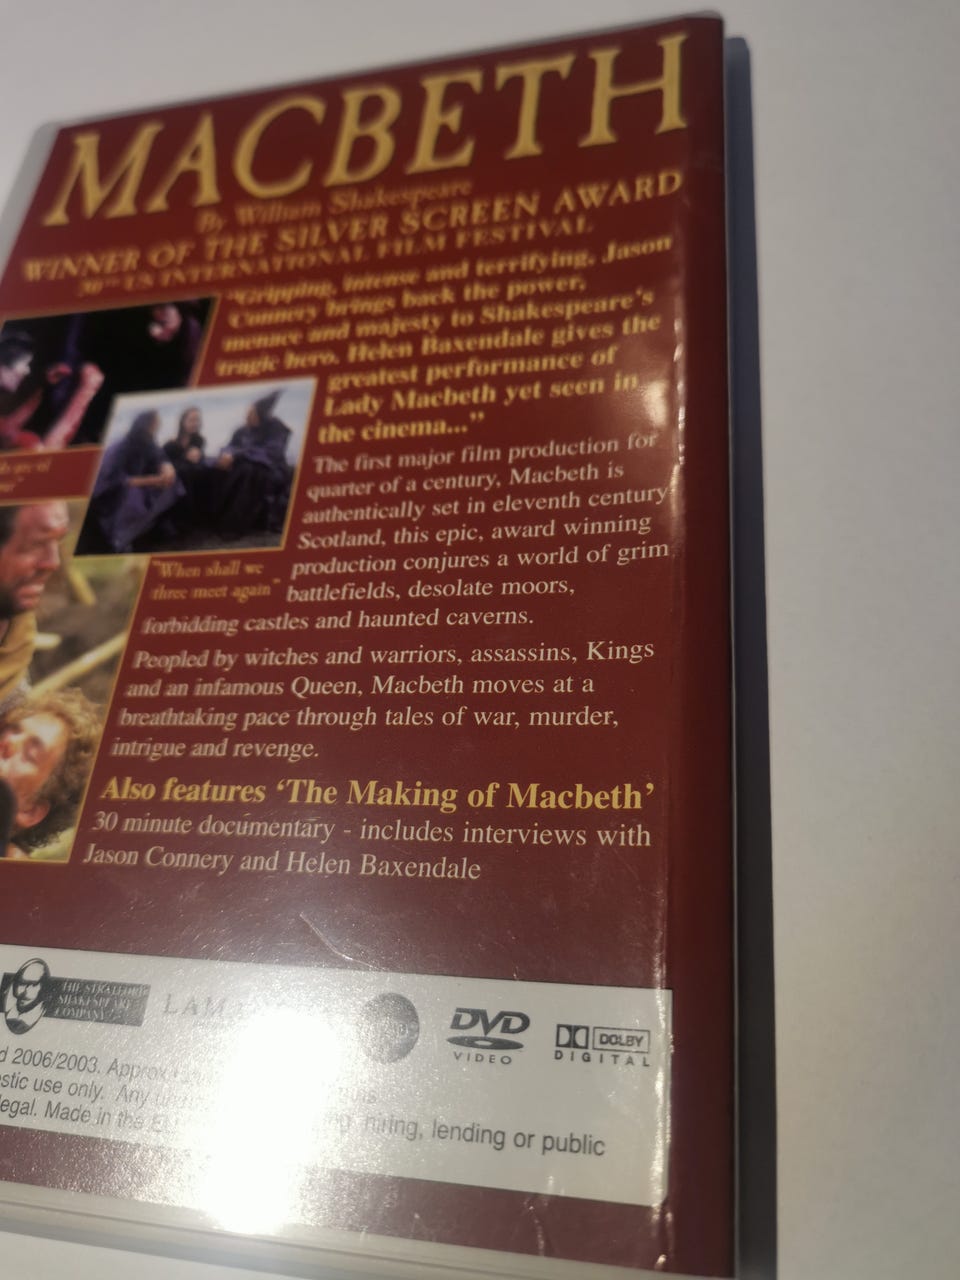 MACBETH
By William Shakespeare
WINNER OF THE SILVER SCREEN AWARD
30TH US INTERNATIONAL FILM FESTIVAL
"Gripping, intense and terrifying. Jason
Connery brings back the power,
menace and majesty to Shakespeare's
tragic hero. Helen Baxendale gives the
greatest performance of
Lady Macbeth yet seen in
the cinema..."
The first major film production for
quarter of a century, Macbeth is
authentically set in eleventh century
Scotland, this epic, award winning
production conjures a world of grim
battlefields, desolate moors,
forbidding castles and haunted caverns.
"When shall we
three meet again"
Peopled by witches and warriors, assassins, Kings
and an infamous Queen, Macbeth moves at a
breathtaking pace through tales of war, murder,
intrigue and revenge.
Also features 'The Making of Macbeth'
30 minute documentary - includes interviews with
Jason Connery and Helen Baxendale
THE STRATFORD
SHAKESPEARE
COMPANY
DVD
VIDEO
DOLBY
DIGITAL
2006/2003. Approx
use only. Any
Made in the
hiring, lending or public